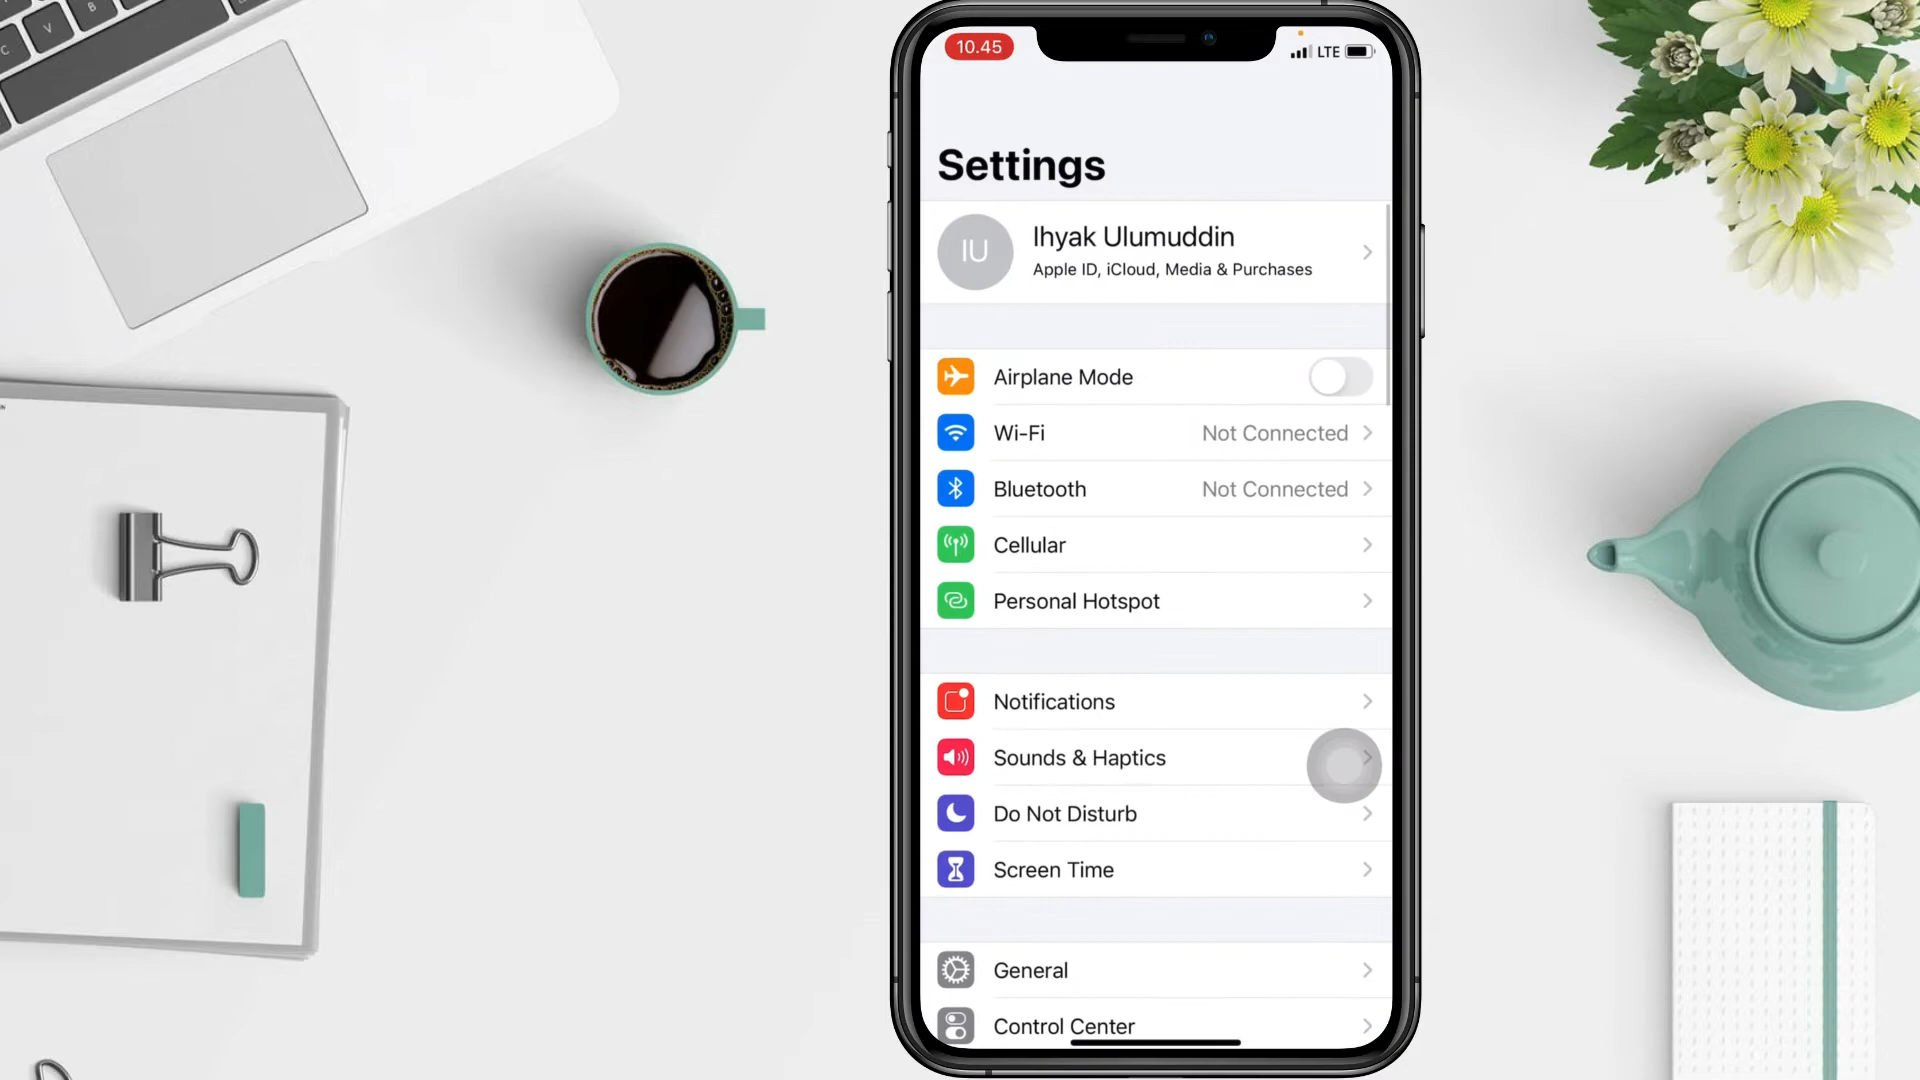 10.45
LTE
Settings
IU
Ihyak Ulumuddin
Apple ID, iCloud, Media & Purchases
Airplane Mode
Wi-Fi Not Connected
Bluetooth Not Connected
Cellular
Personal Hotspot
Notifications
Sounds & Haptics
Do Not Disturb
Screen Time
General
Control Center